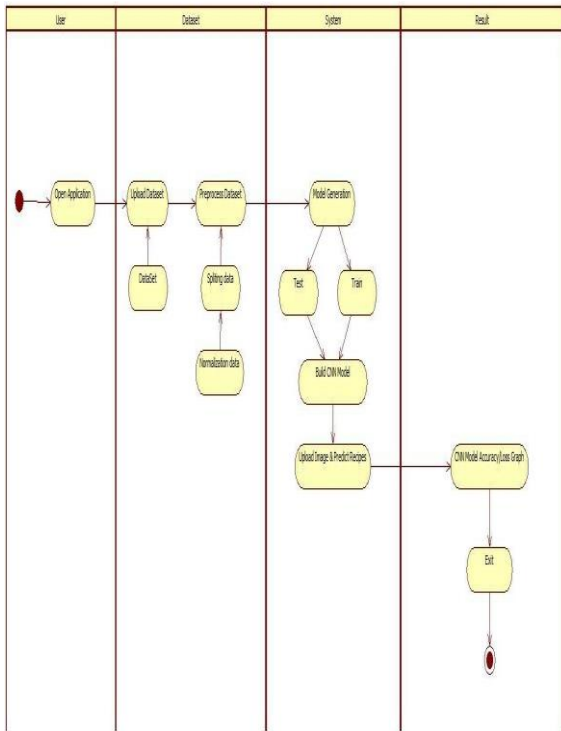 User
Dataset
System
Result
Open Application
Upload Dataset
Preprocess Dataset
Model Generation
DataSet
Spliting data
Test
Train
Normalization data
Build CNN Model
Upload Image & Predict Recipes
CNN Model Accuracy/Loss Graph
Exit